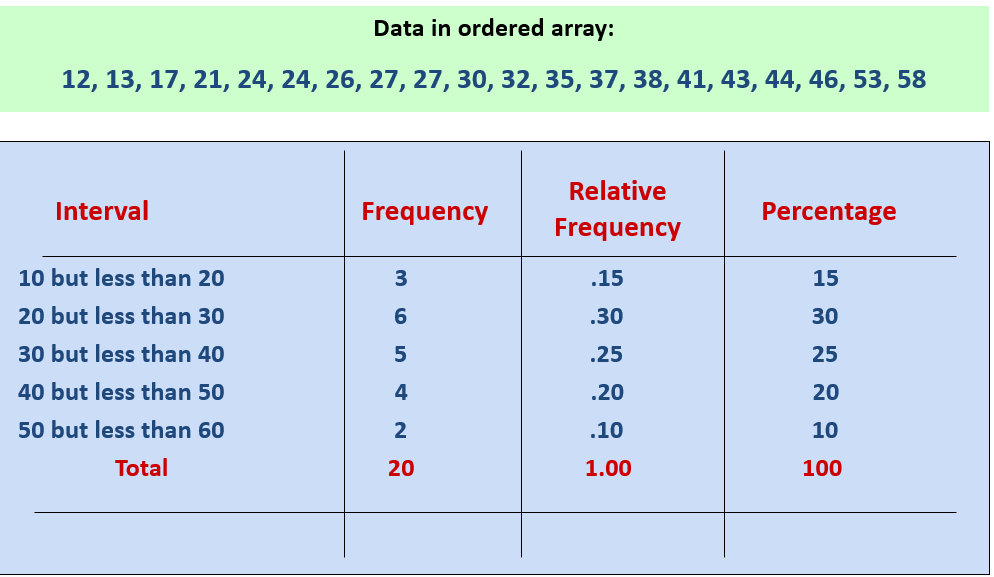 Data in ordered array:
12, 13, 17, 21, 24, 24, 26, 27, 27, 30, 32, 35, 37, 38, 41, 43, 44, 46, 53, 58
Interval Frequency Relative Frequency Percentage
10 but less than 20 3 .15 15
20 but less than 30 6 .30 30
30 but less than 40 5 .25 25
40 but less than 50 4 .20 20
50 but less than 60 2 .10 10
Total 20 1.00 100